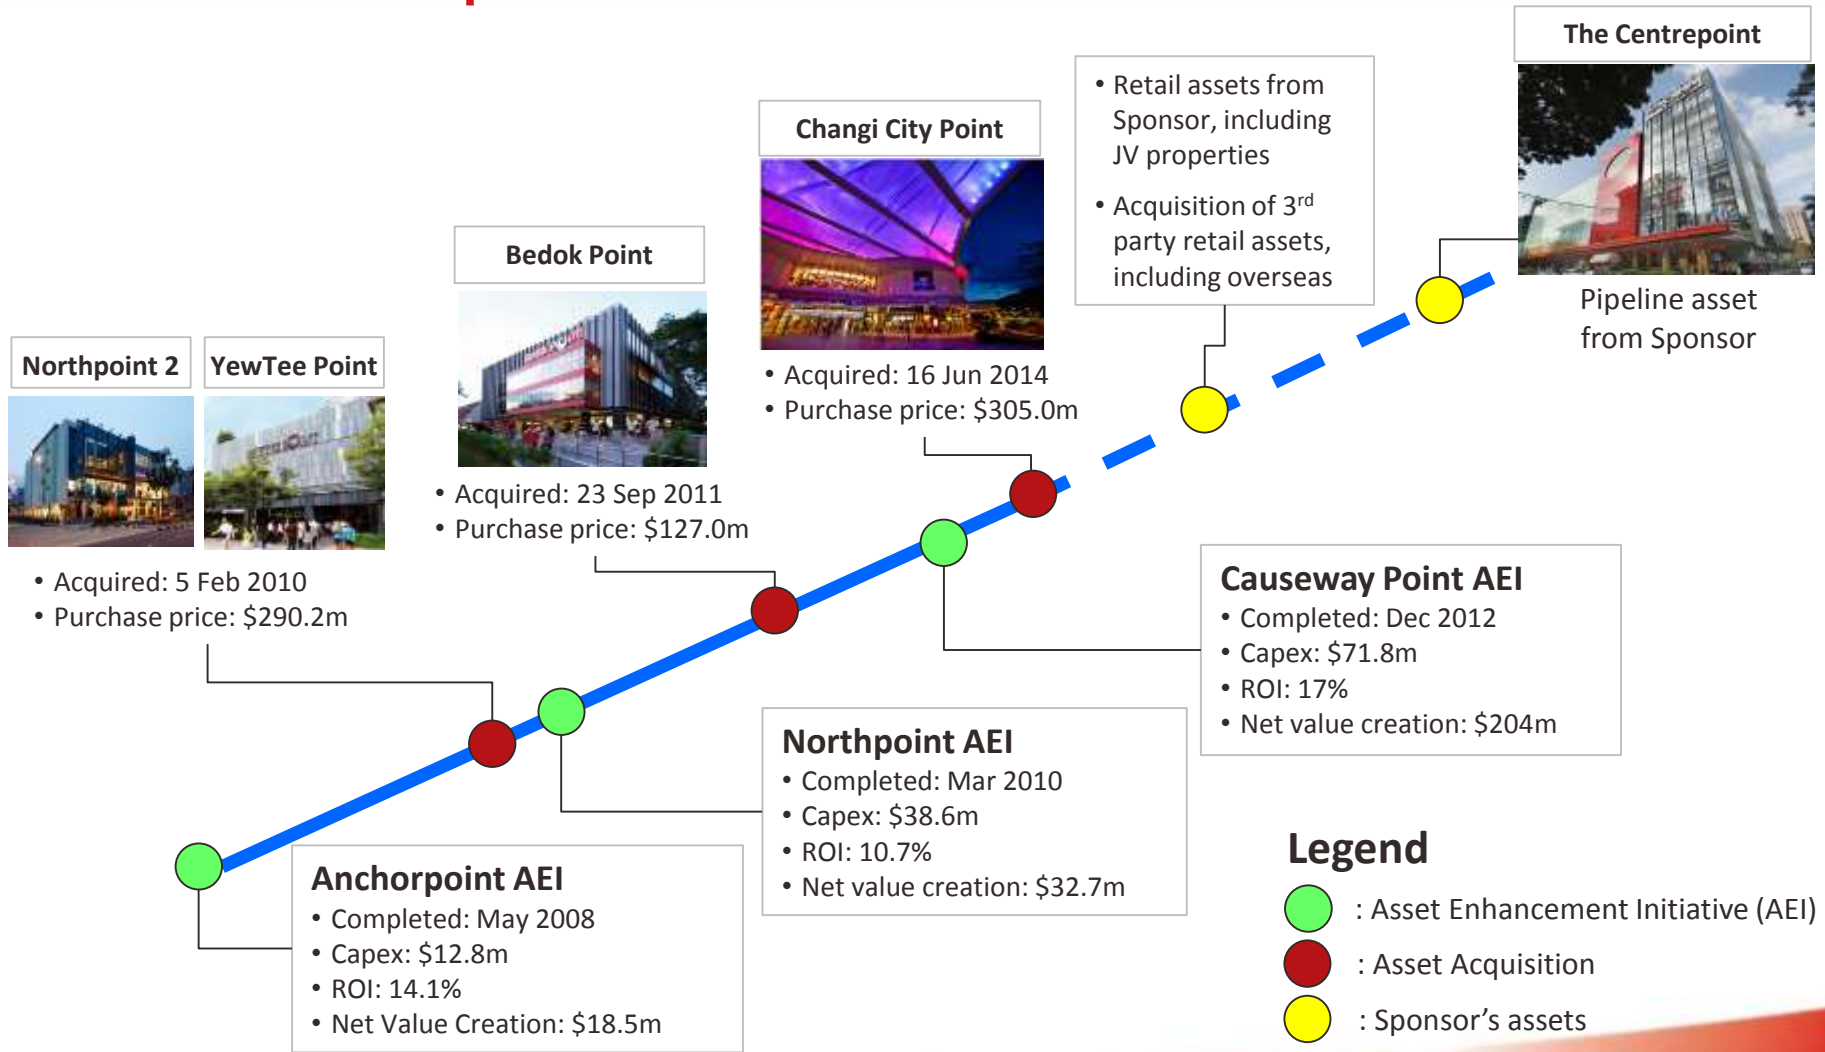 The Centrepoint
Pipeline asset
from Sponsor
• Retail assets from
Sponsor, including
JV properties
• Acquisition of 3rd
party retail assets,
including overseas
Changi City Point
• Acquired: 16 Jun 2014
• Purchase price: $305.0m
Bedok Point
• Acquired: 23 Sep 2011
• Purchase price: $127.0m
Northpoint 2
YewTee Point
• Acquired: 5 Feb 2010
• Purchase price: $290.2m
Causeway Point AEI
• Completed: Dec 2012
• Capex: $71.8m
• ROI: 17%
• Net value creation: $204m
Northpoint AEI
• Completed: Mar 2010
• Capex: $38.6m
• ROI: 10.7%
• Net value creation: $32.7m
Anchorpoint AEI
• Completed: May 2008
• Capex: $12.8m
• ROI: 14.1%
• Net Value Creation: $18.5m
Legend
: Asset Enhancement Initiative (AEI)
: Asset Acquisition
: Sponsor's assets